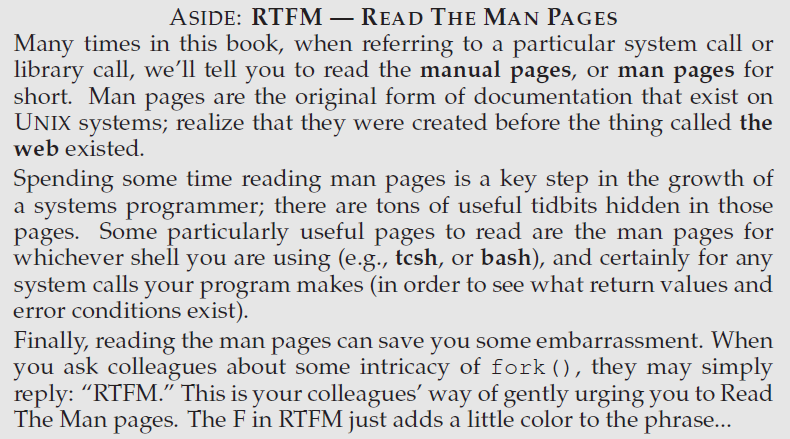 ASIDE: RTFM — READ THE MAN PAGES
Many times in this book, when referring to a particular system call or
library call, we'll tell you to read the manual pages, or man pages for
short. Man pages are the original form of documentation that exist on
UNIX systems; realize that they were created before the thing called the
web existed.
Spending some time reading man pages is a key step in the growth of
a systems programmer; there are tons of useful tidbits hidden in those
pages. Some particularly useful pages to read are the man pages for
whichever shell you are using (e.g., tcsh, or bash), and certainly for any
system calls your program makes (in order to see what return values and
error conditions exist).
Finally, reading the man pages can save you some embarrassment. When
you ask colleagues about some intricacy of fork(), they may simply
reply: “RTFM.” This is your colleagues' way of gently urging you to Read
The Man pages. The F in RTFM just adds a little color to the phrase...